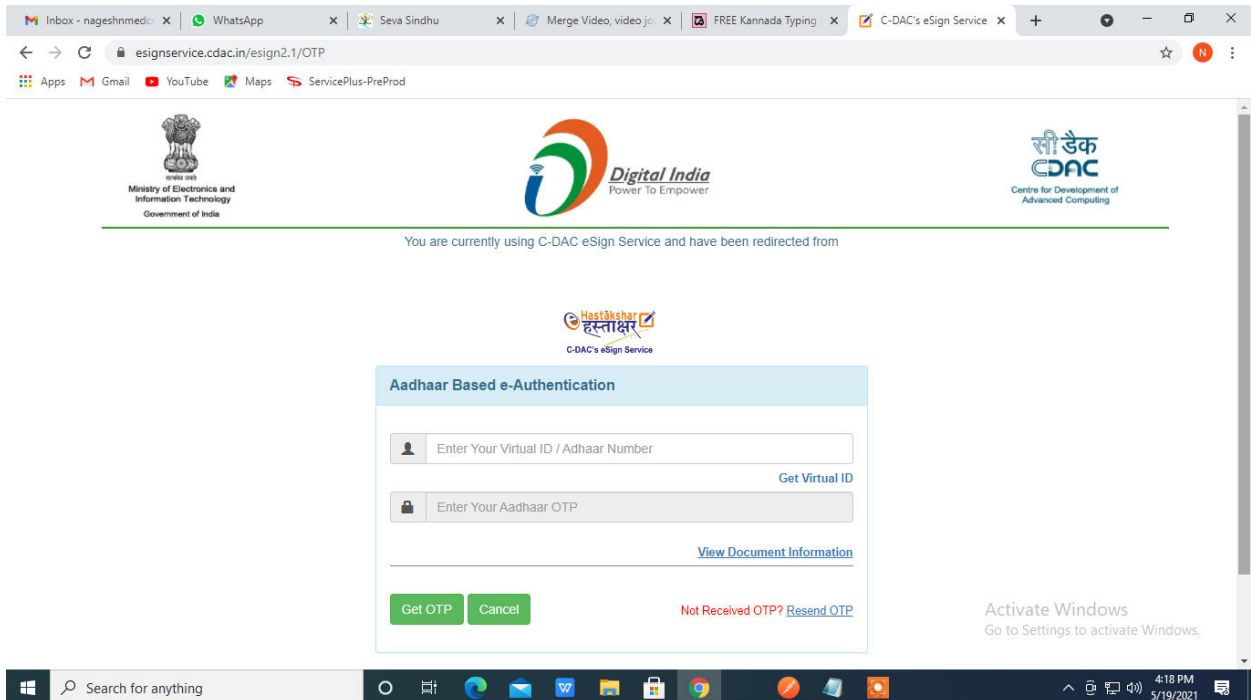 Inbox - nageshnmedc
WhatsApp
Seva Sindhu
Merge Video, video jo
FREE Kannada Typing
C-DAC's eSign Service
esignservice.cdac.in/esign2.1/OTP
N
Apps
Gmail
YouTube
Maps
ServicePlus-PreProd
सत्यमेव जयते
Ministry of Electronics and
Information Technology
Government of India
Digital India
Power To Empower
सी डैक
CDAC
Centre for Development of
Advanced Computing
You are currently using C-DAC eSign Service and have been redirected from
e Hastākshar
हस्ताक्षर
C-DAC's eSign Service
Aadhaar Based e-Authentication
Enter Your Virtual ID / Adhaar Number
Get Virtual ID
Enter Your Aadhaar OTP
View Document Information
Get OTP
Cancel
Not Received OTP? Resend OTP
Activate Windows
Go to Settings to activate Windows.
Search for anything
4:18 PM
5/19/2021